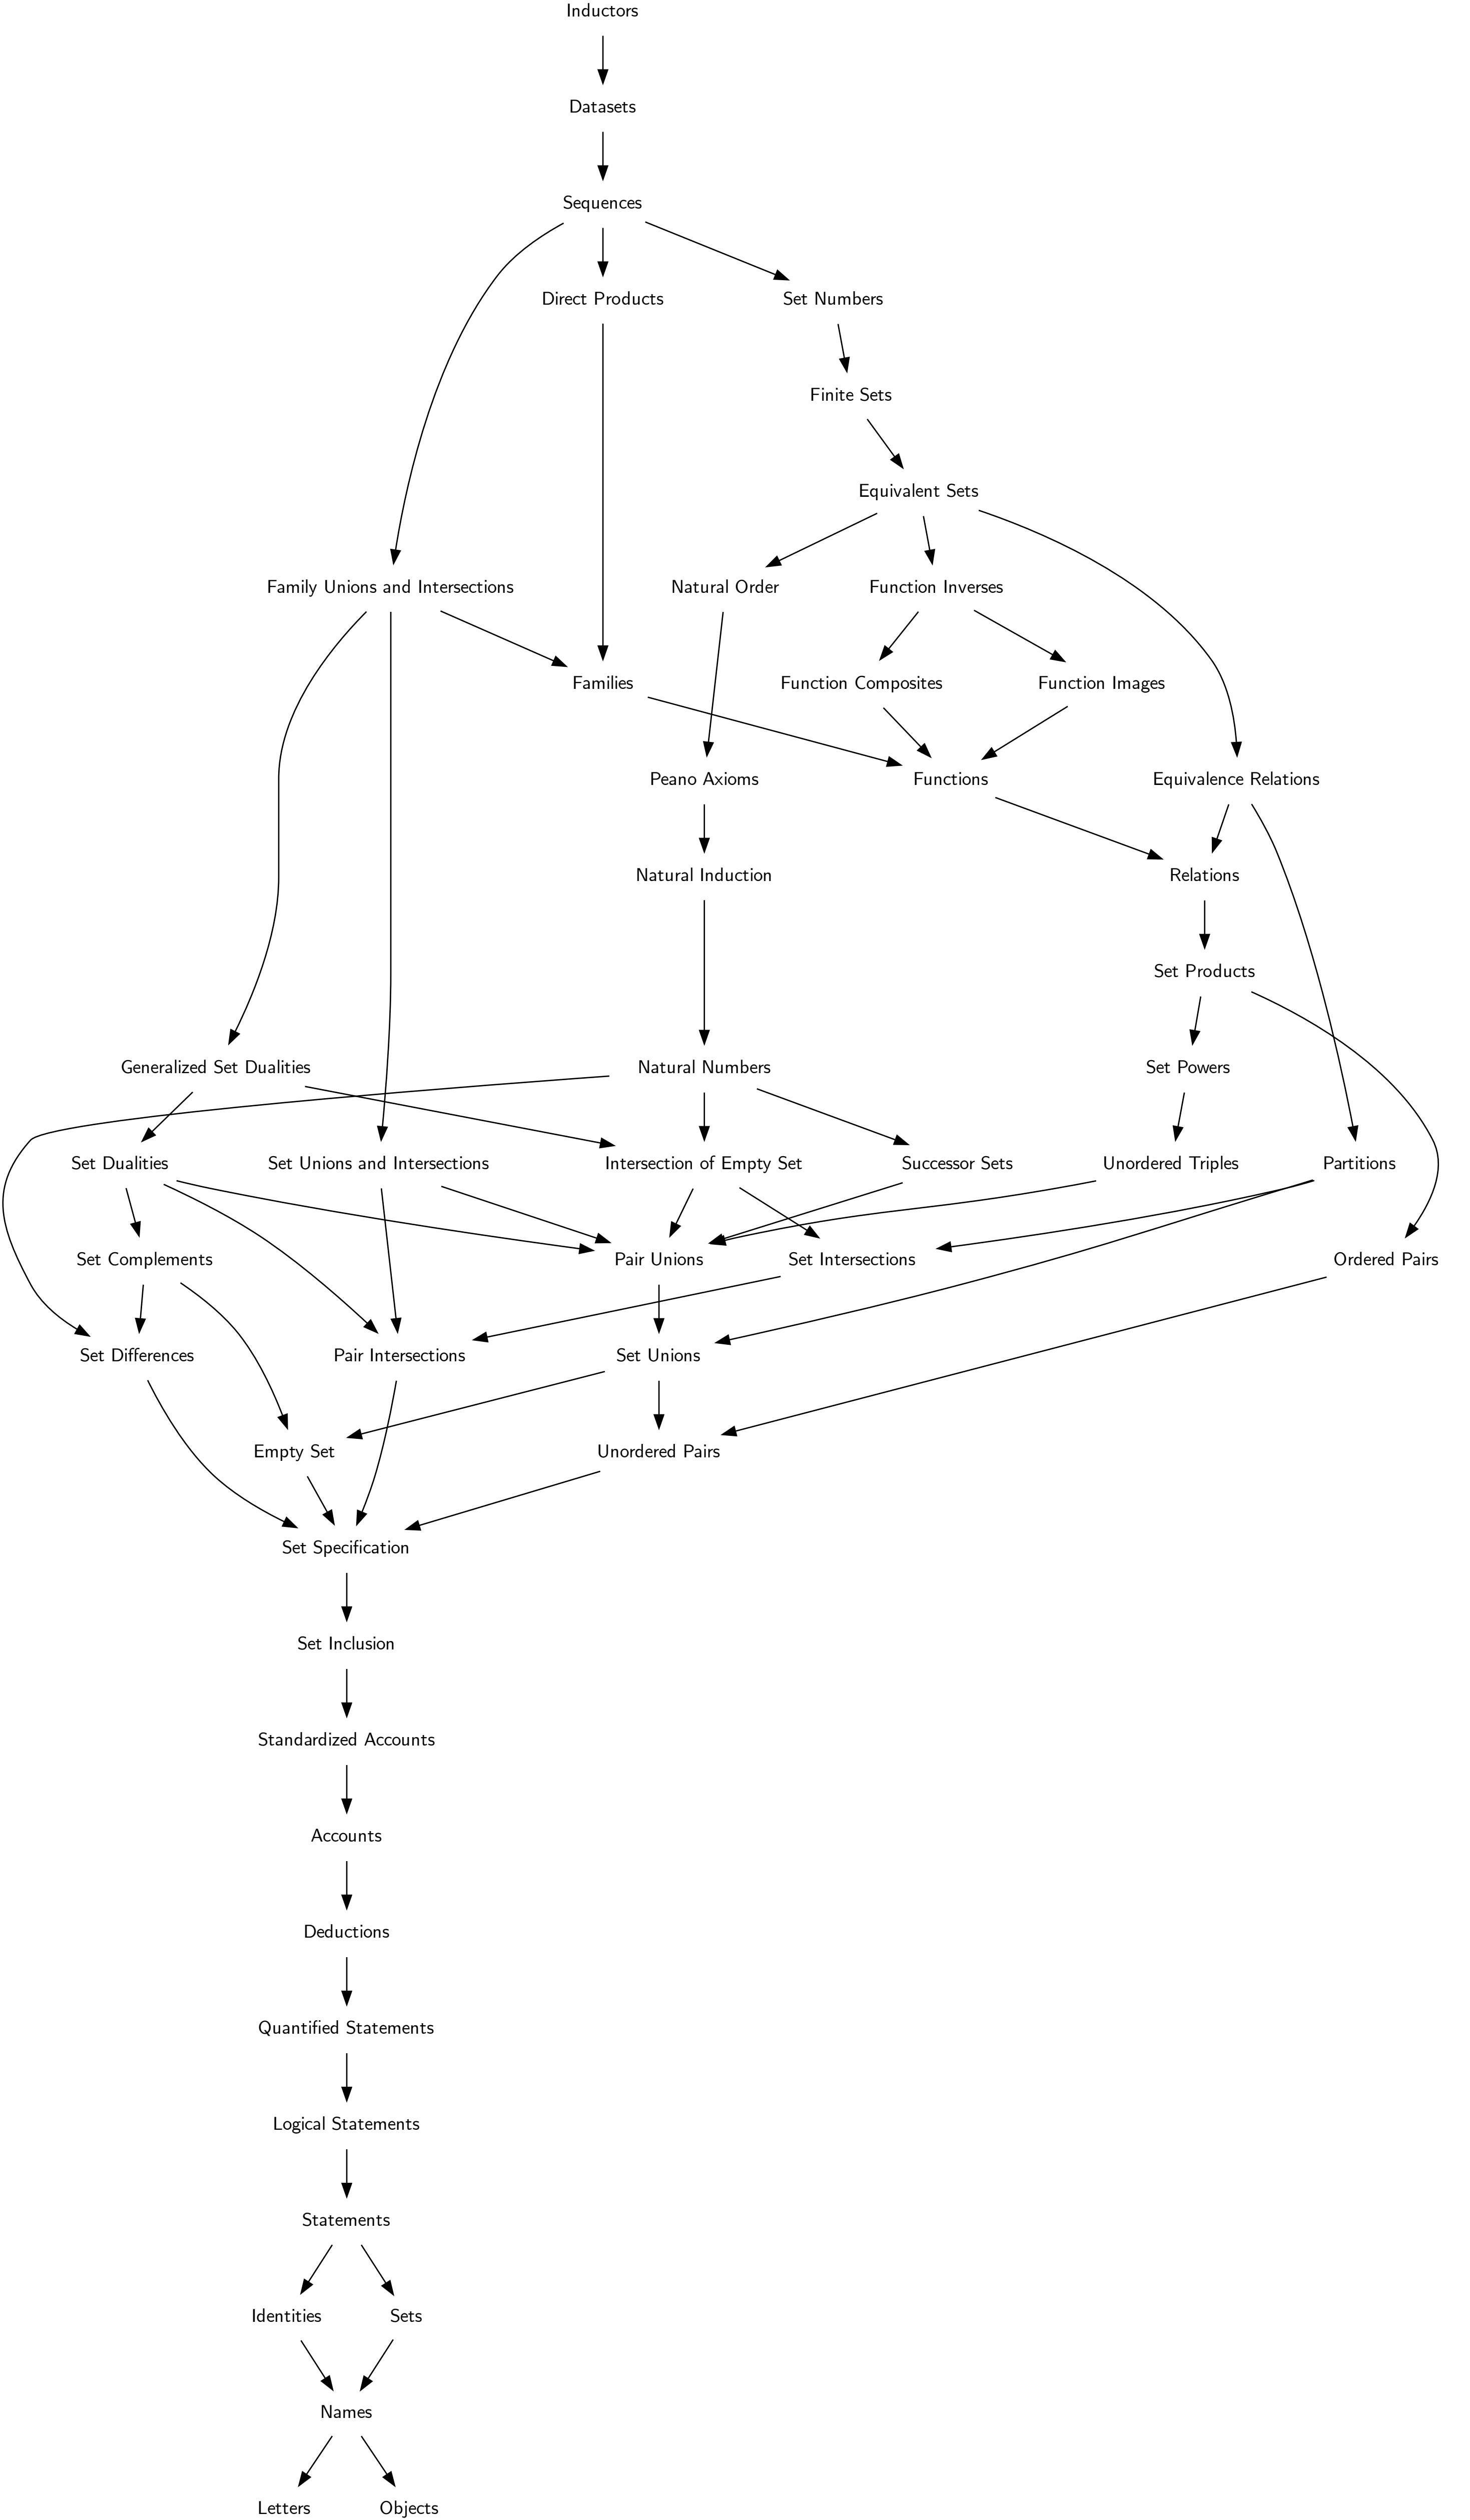 Inductors
Datasets
Sequences
Direct Products
Set Numbers
Finite Sets
Equivalent Sets
Family Unions and Intersections
Natural Order
Function Inverses
Families
Function Composites
Function Images
Peano Axioms
Functions
Equivalence Relations
Natural Induction
Relations
Set Products
Generalized Set Dualities
Natural Numbers
Set Powers
Set Dualities
Set Unions and Intersections
Intersection of Empty Set
Successor Sets
Unordered Triples
Partitions
Set Complements
Pair Unions
Set Intersections
Ordered Pairs
Set Differences
Pair Intersections
Set Unions
Empty Set
Unordered Pairs
Set Specification
Set Inclusion
Standardized Accounts
Accounts
Deductions
Quantified Statements
Logical Statements
Statements
Identities
Sets
Names
Letters
Objects